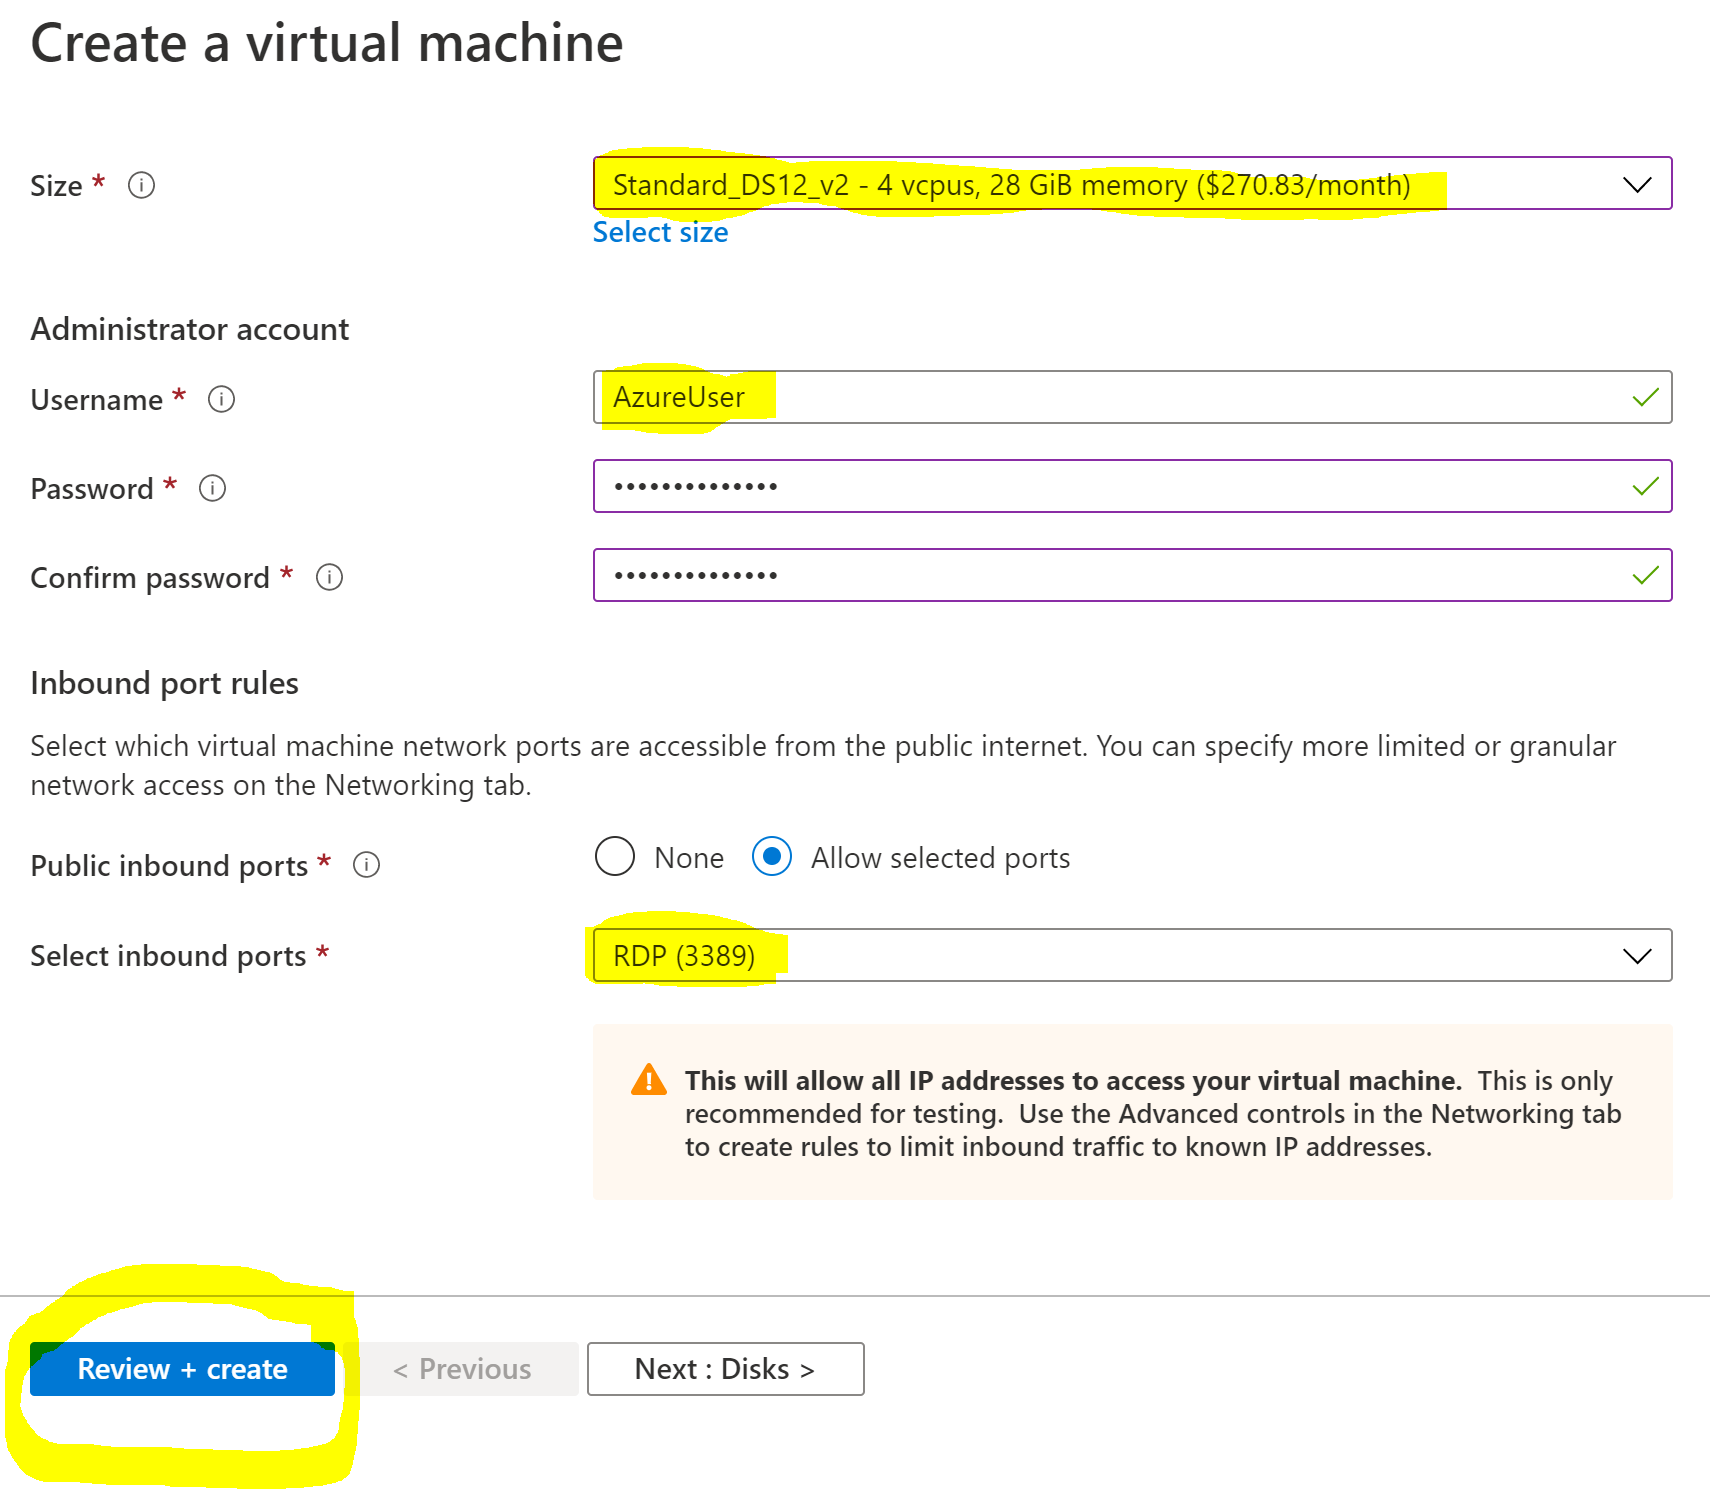 Create a virtual machine
Size *
Standard_DS12_v2 - 4 vcpus, 28 GiB memory ($270.83/month)
Select size
Administrator account
Username *
AzureUser
Password *
••••••••••••••
Confirm password *
••••••••••••••
Inbound port rules
Select which virtual machine network ports are accessible from the public internet. You can specify more limited or granular
network access on the Networking tab.
Public inbound ports *
None
Allow selected ports
Select inbound ports *
RDP (3389)
This will allow all IP addresses to access your virtual machine. This is only
recommended for testing. Use the Advanced controls in the Networking tab
to create rules to limit inbound traffic to known IP addresses.
Review + create
< Previous
Next : Disks >